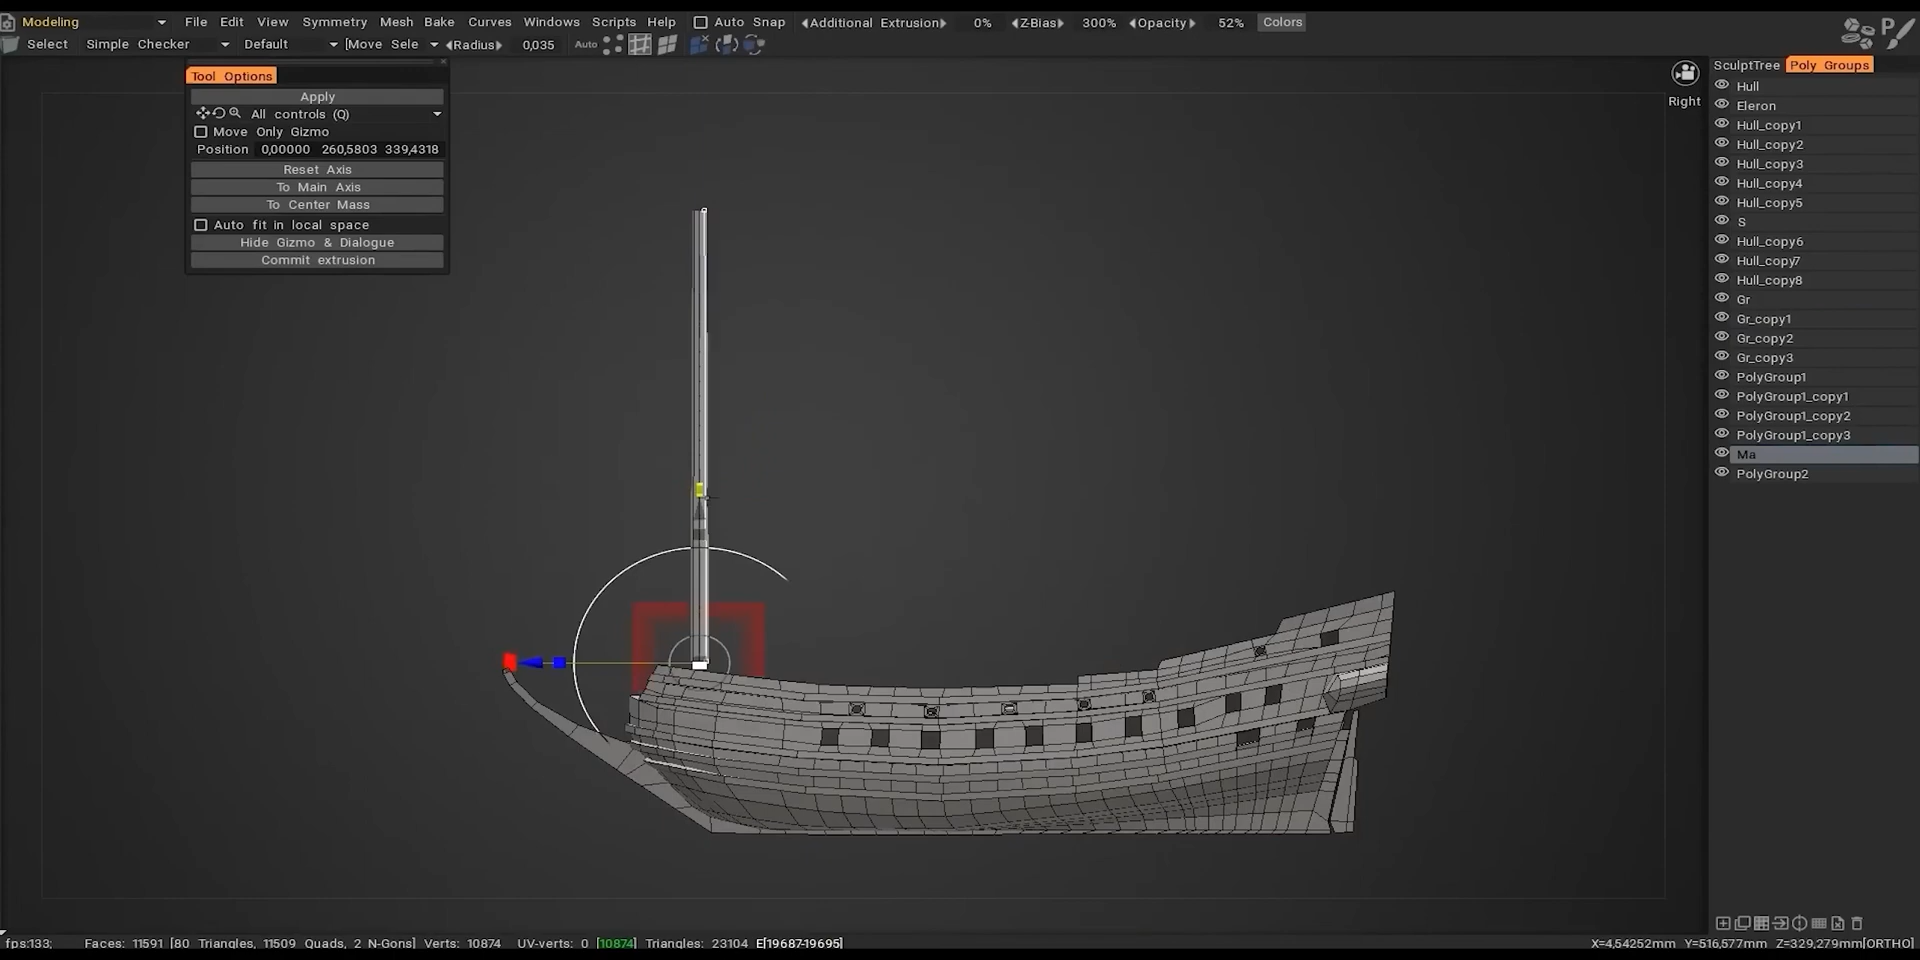 Modeling File Edit View Symmetry Mesh Bake Curves Windows Scripts Help Auto Snap Additional Extrusion 0% Z-Bias 300% Opacity 52% Colors
Select Simple Checker Default [Move Sele Radius 0,035 Auto
Tool Options
Apply
All controls (Q)
Move Only Gizmo
Position 0,00000 260,5803 339,4318
Reset Axis
To Main Axis
To Center Mass
Auto fit in local space
Hide Gizmo & Dialogue
Commit extrusion
P
Right
SculptTree Poly Groups
Hull
Eleron
Hull_copy1
Hull_copy2
Hull_copy3
Hull_copy4
Hull_copy5
S
Hull_copy6
Hull_copy7
Hull_copy8
Gr
Gr_copy1
Gr_copy2
Gr_copy3
PolyGroup1
PolyGroup1_copy1
PolyGroup1_copy2
PolyGroup1_copy3
Ma
PolyGroup2
fps:133; Faces: 11591 [80 Triangles, 11509 Quads, 2 N-Gons] Verts: 10874 UV-verts: 0 [10874] Triangles: 23104 E[19687-19695] X=4,54252mm Y=516,577mm Z=329,279mm[ORTHO]